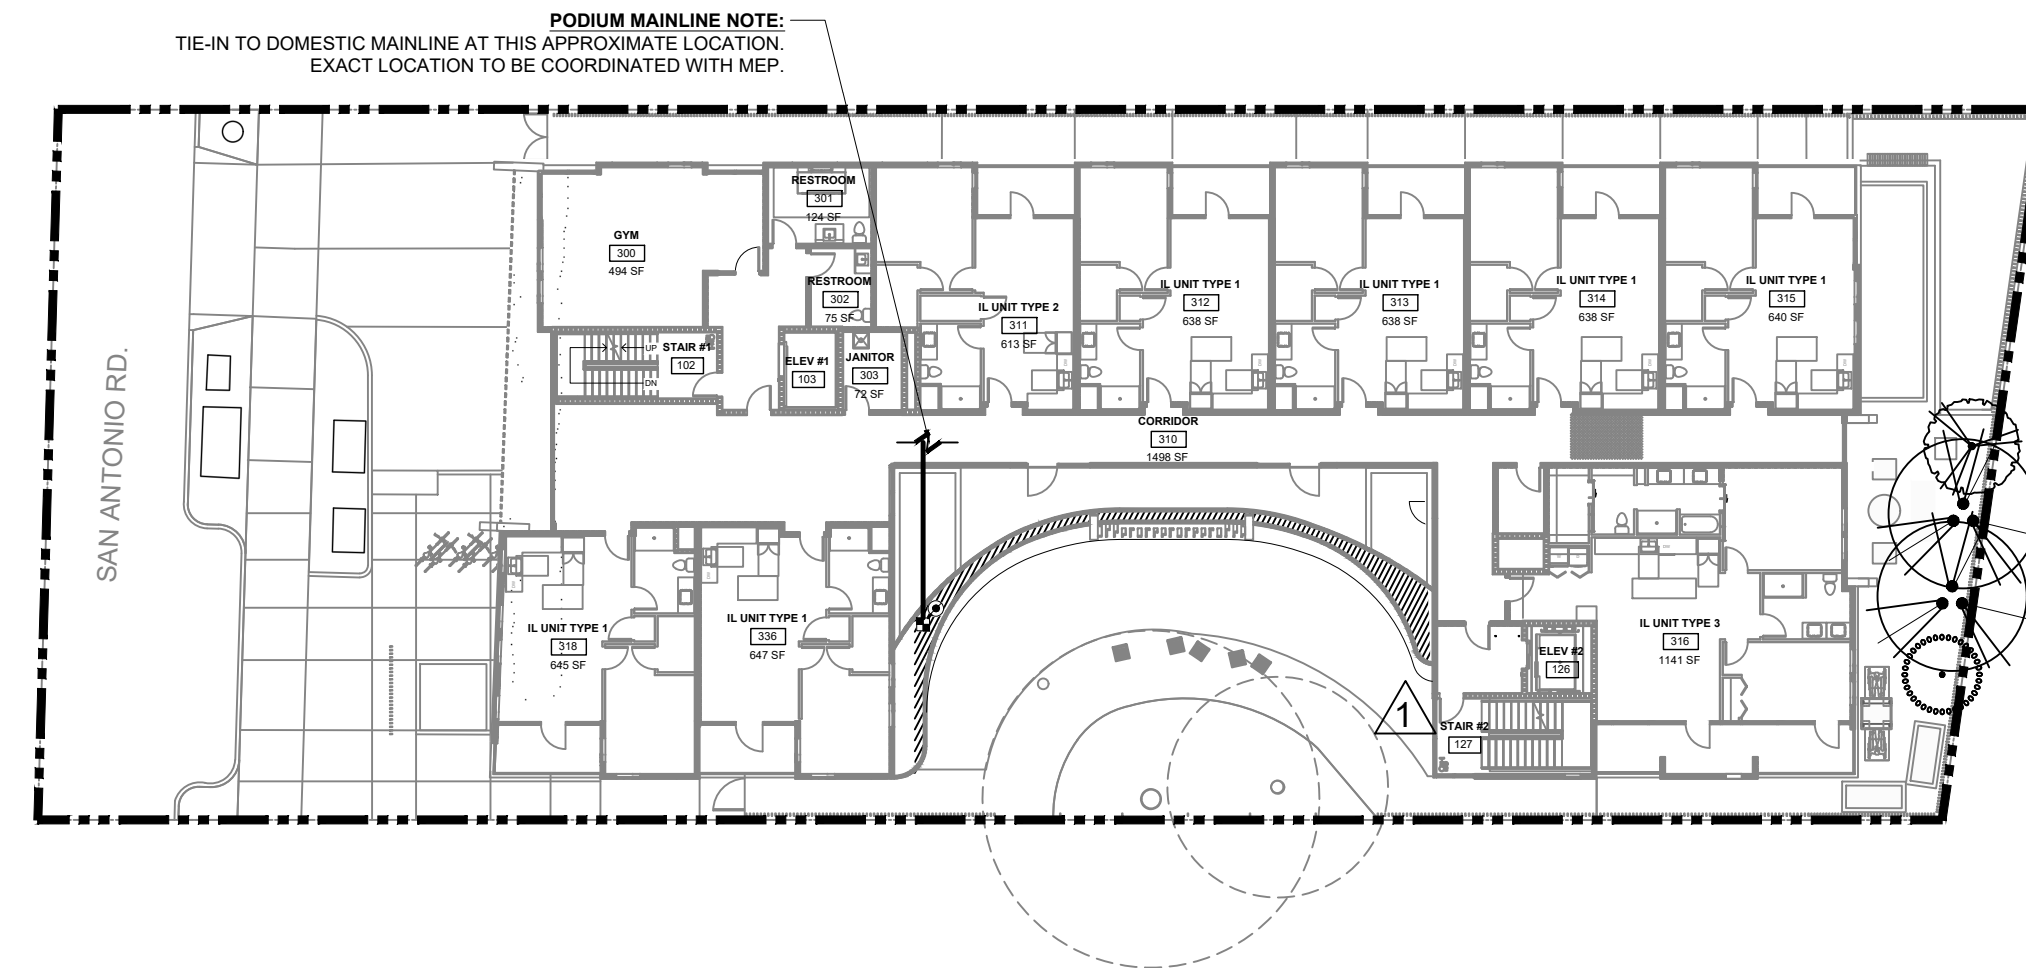 PODIUM MAINLINE NOTE:
TIE-IN TO DOMESTIC MAINLINE AT THIS APPROXIMATE LOCATION.
EXACT LOCATION TO BE COORDINATED WITH MEP.
SAN ANTONIO RD.
GYM
300
494 SF
RESTROOM
301
124 SF
RESTROOM
302
75 SF
STAIR #1
102
UP
DN
ELEV #1
103
JANITOR
303
72 SF
IL UNIT TYPE 2
311
613 SF
IL UNIT TYPE 1
312
638 SF
IL UNIT TYPE 1
313
638 SF
IL UNIT TYPE 1
314
638 SF
IL UNIT TYPE 1
315
640 SF
CORRIDOR
310
1498 SF
IL UNIT TYPE 1
318
645 SF
IL UNIT TYPE 1
336
647 SF
IL UNIT TYPE 3
316
1141 SF
ELEV #2
126
1
STAIR #2
127